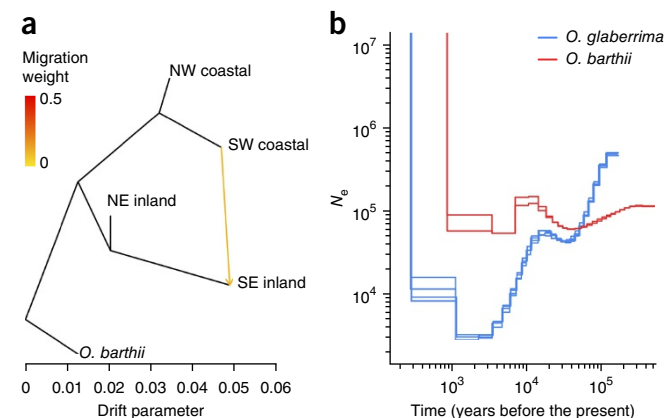 a
Migration
weight
0.5
0
NW coastal
SW coastal
NE inland
SE inland
O. barthii
0 0.01 0.02 0.03 0.04 0.05 0.06
Drift parameter
b
O. glaberrima
O. barthii
10⁷
10⁶
10⁵
10⁴
Nₑ
10³ 10⁴ 10⁵
Time (years before the present)